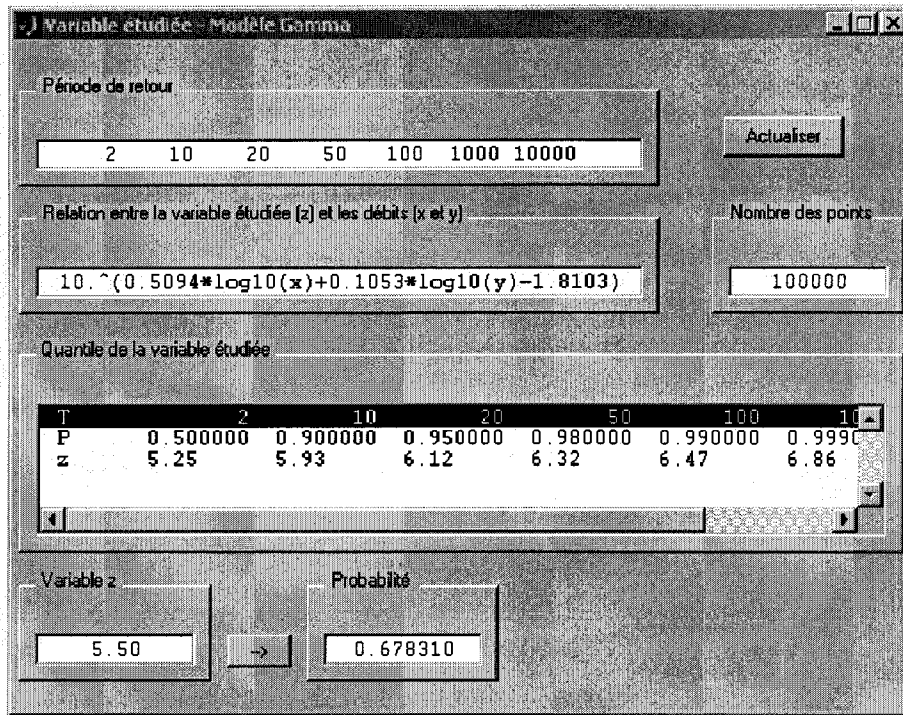 Variable étudiée - Modèle Gamma
Période de retour
2 10 20 50 100 1000 10000
Actualiser
Relation entre la variable étudiée (z) et les débits (x et y)
10.^(0.5094*log10(x)+0.1053*log10(y)-1.8103)
Nombre des points
100000
Quantile de la variable étudiée
T 2 10 20 50 100 10
P 0.500000 0.900000 0.950000 0.980000 0.990000 0.9990
z 5.25 5.93 6.12 6.32 6.47 6.86
Variable z
Probabilité
5.50
->
0.678310